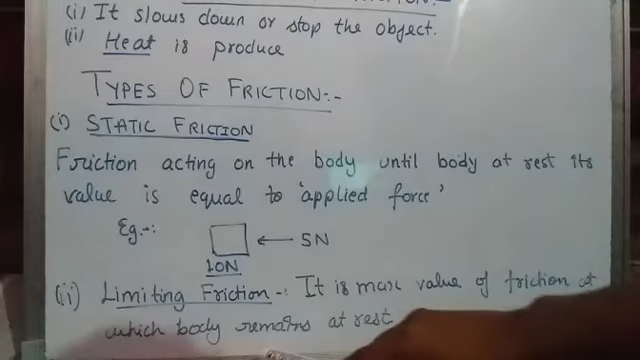 (i) It slows down or stop the object.
(ii) Heat is produce
TYPES OF FRICTION:-
(i) STATIC FRICTION
Friction acting on the body until body at rest its
value is equal to 'applied force'
Eg.-:
← 5N
10N
(ii) Limiting Friction-: It is max value of friction at
which body remains at rest.